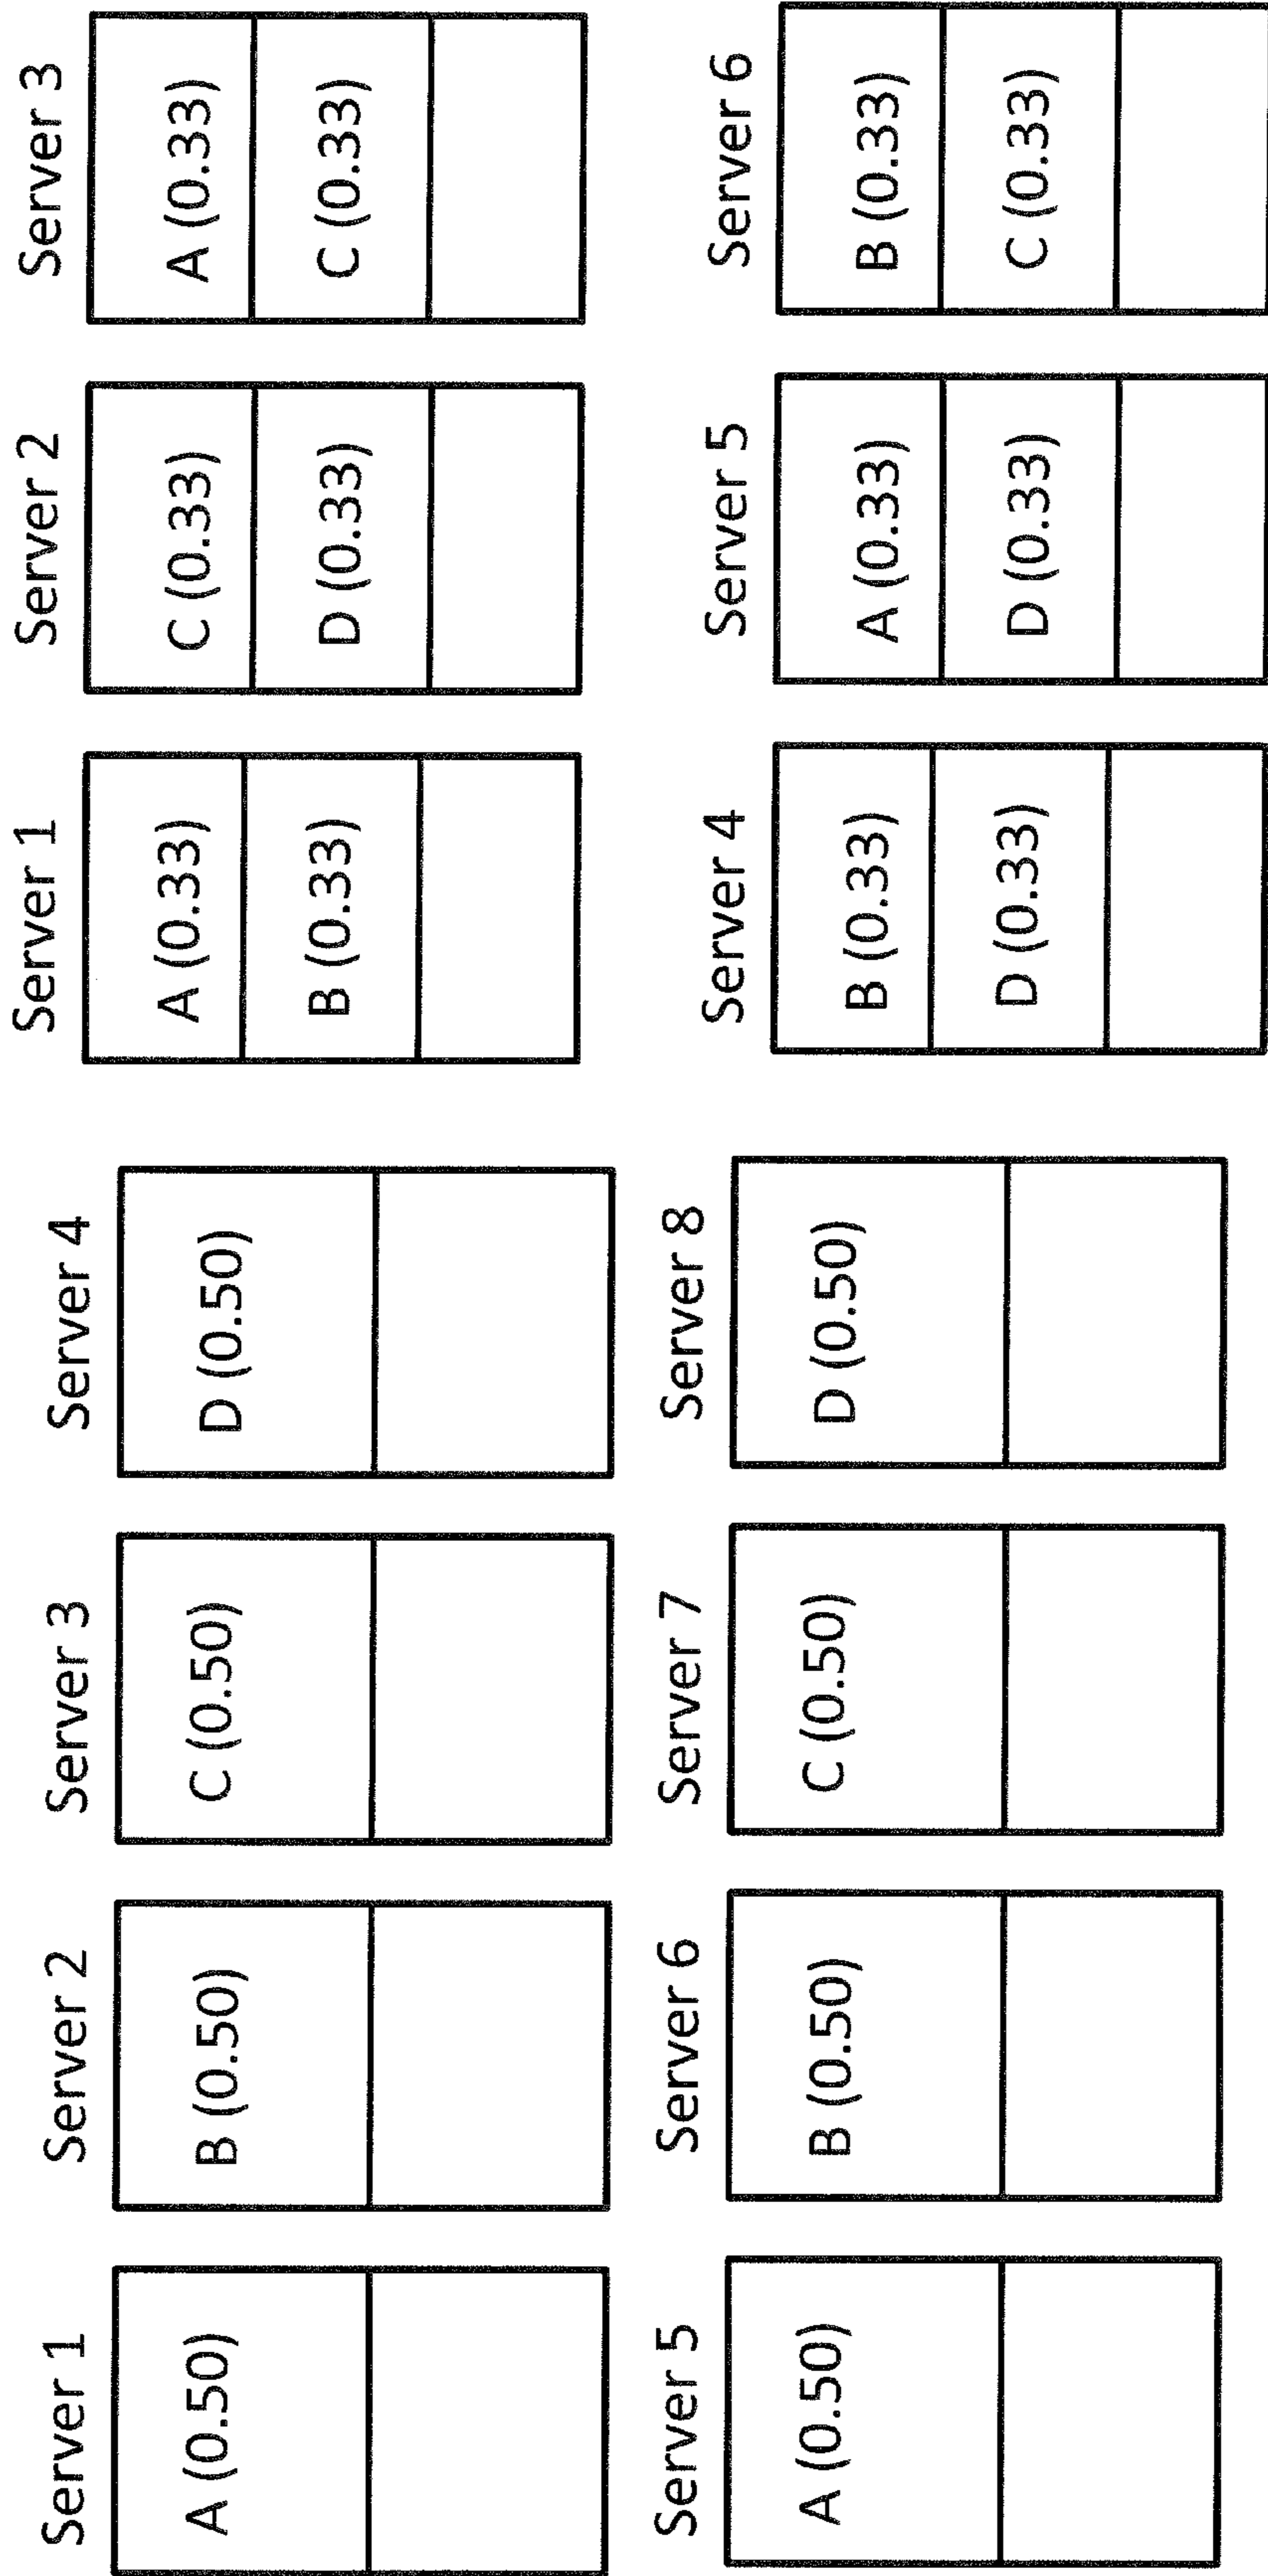 Server 1
A (0.50)
Server 2
B (0.50)
Server 3
C (0.50)
Server 4
D (0.50)
Server 5
A (0.50)
Server 6
B (0.50)
Server 7
C (0.50)
Server 8
D (0.50)
Server 1
A (0.33)
B (0.33)
Server 2
C (0.33)
D (0.33)
Server 3
A (0.33)
C (0.33)
Server 4
B (0.33)
D (0.33)
Server 5
A (0.33)
D (0.33)
Server 6
B (0.33)
C (0.33)